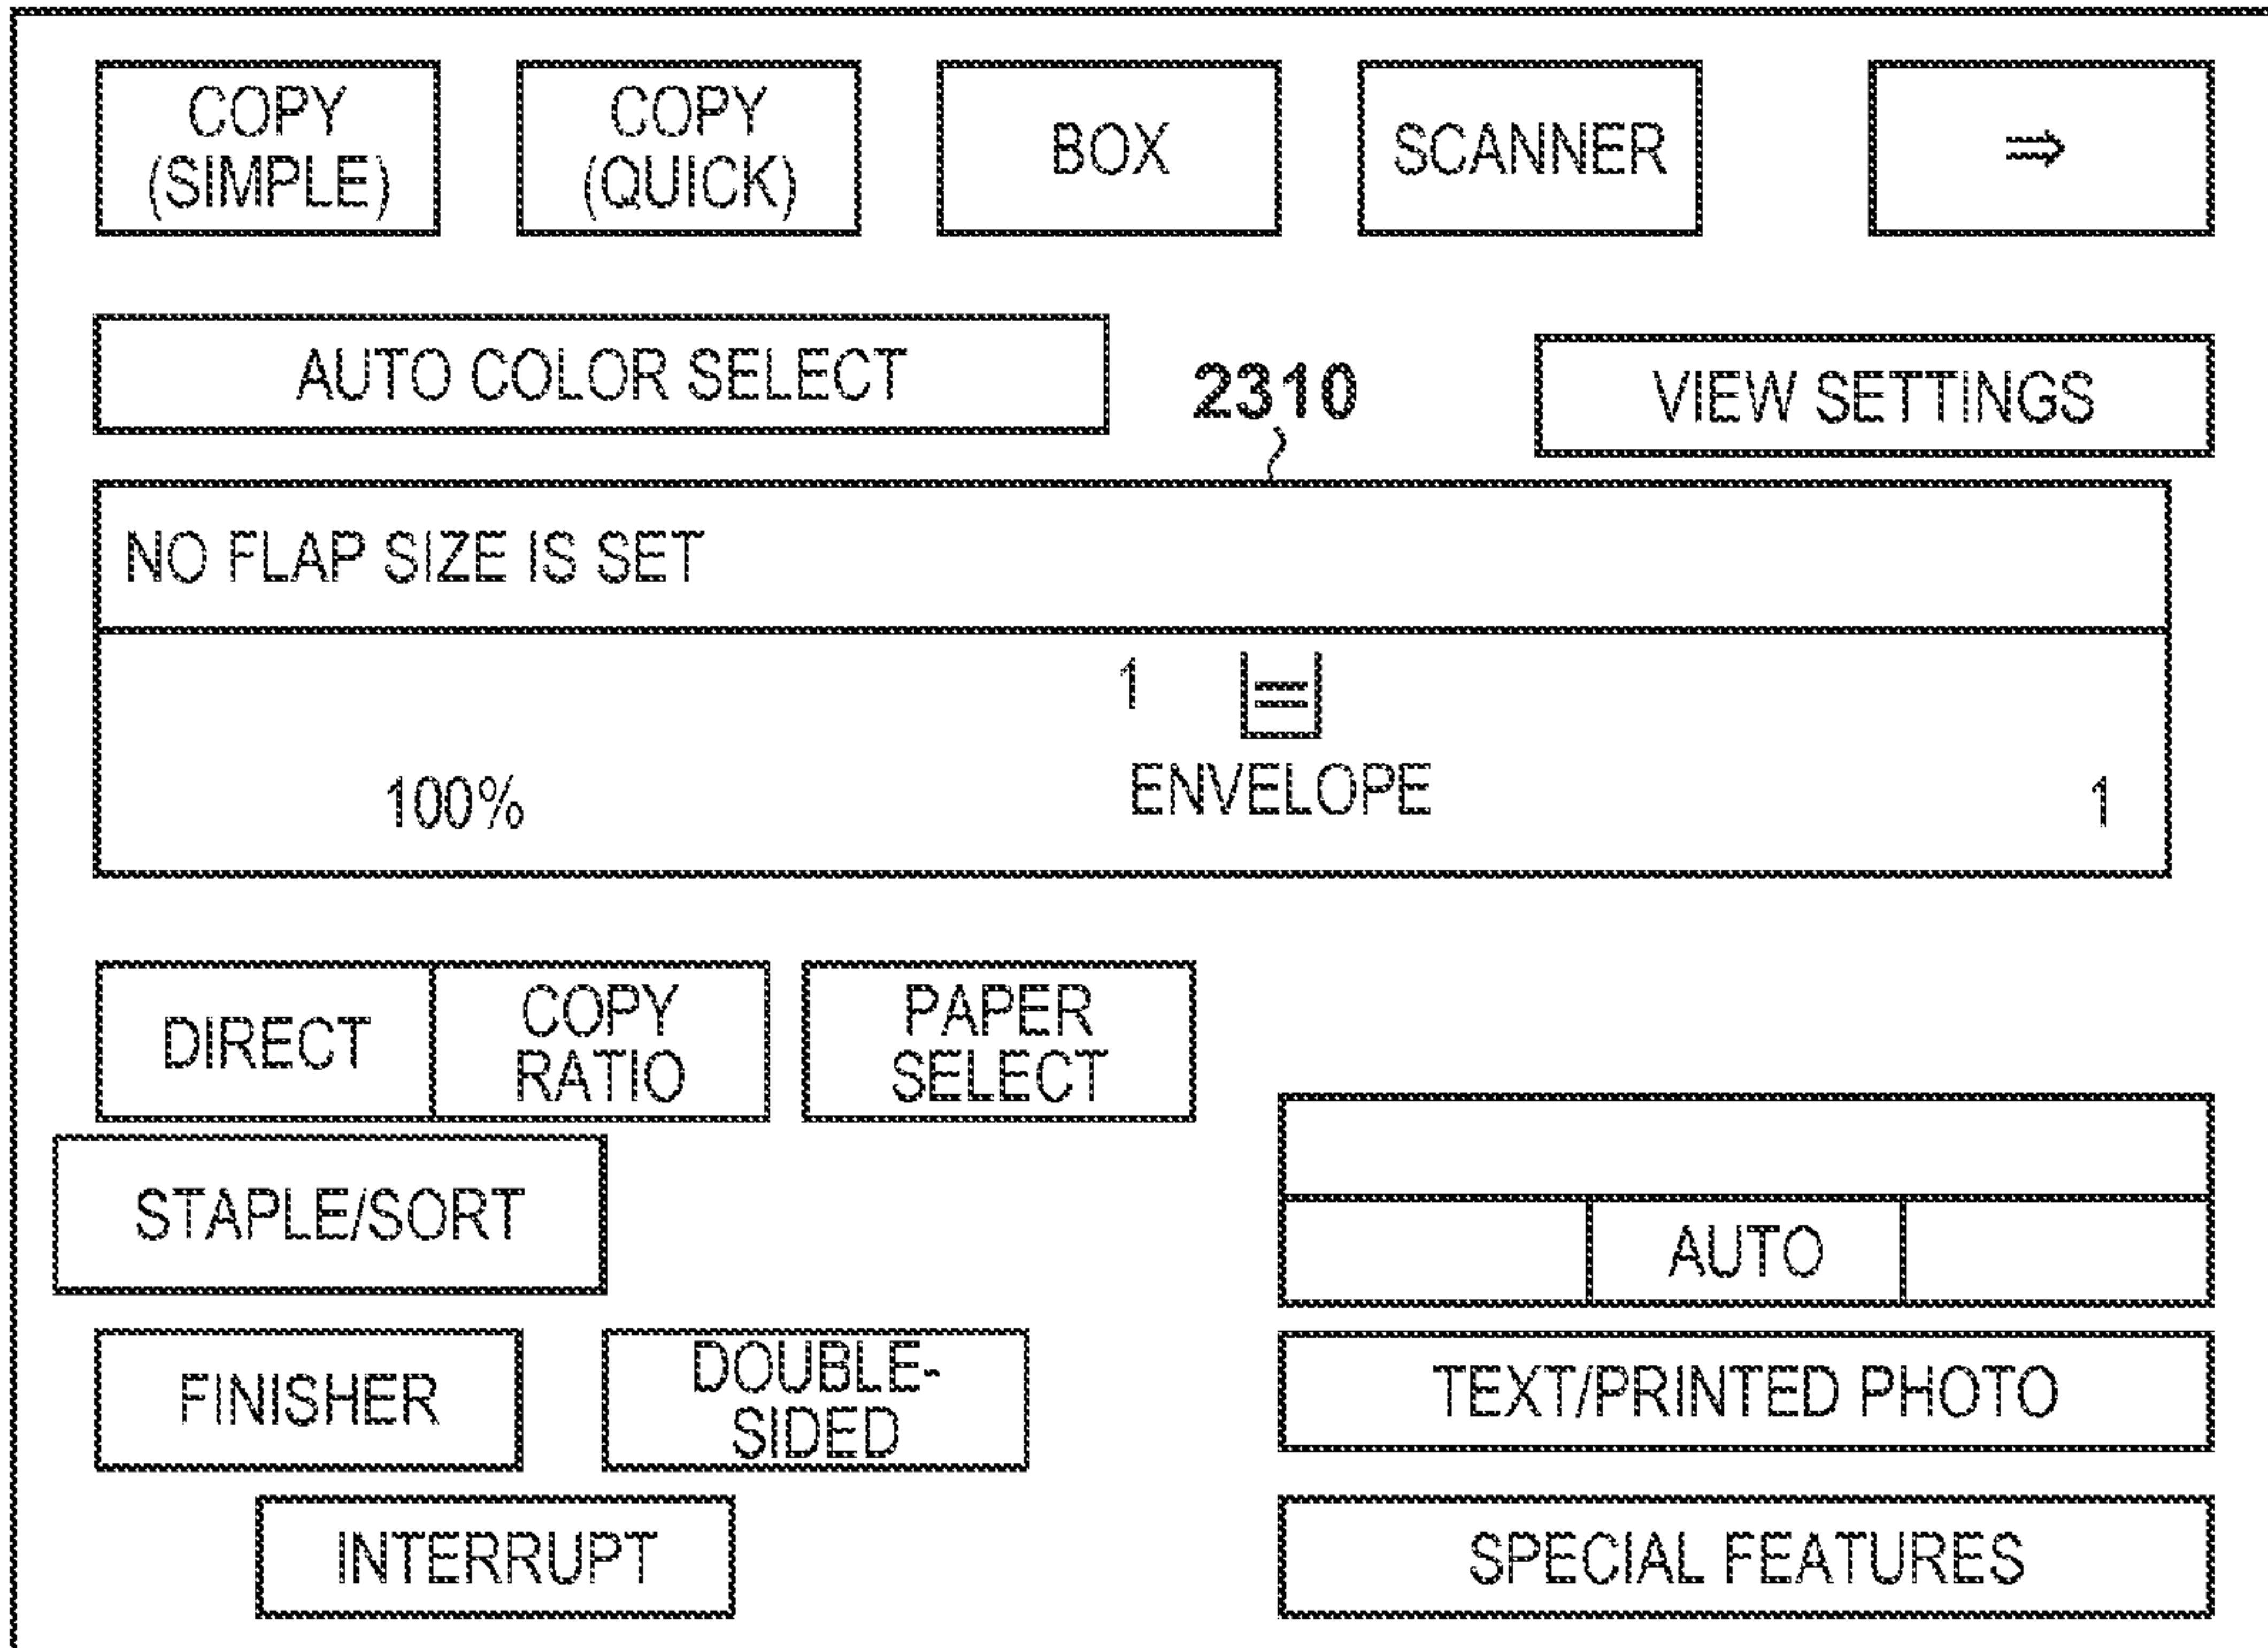 COPY
(SIMPLE)
COPY
(QUICK)
BOX
SCANNER
⇒
AUTO COLOR SELECT
2310
VIEW SETTINGS
NO FLAP SIZE IS SET
1
100%
ENVELOPE
1
DIRECT
COPY
RATIO
PAPER
SELECT
STAPLE/SORT
AUTO
FINISHER
DOUBLE-
SIDED
TEXT/PRINTED PHOTO
INTERRUPT
SPECIAL FEATURES